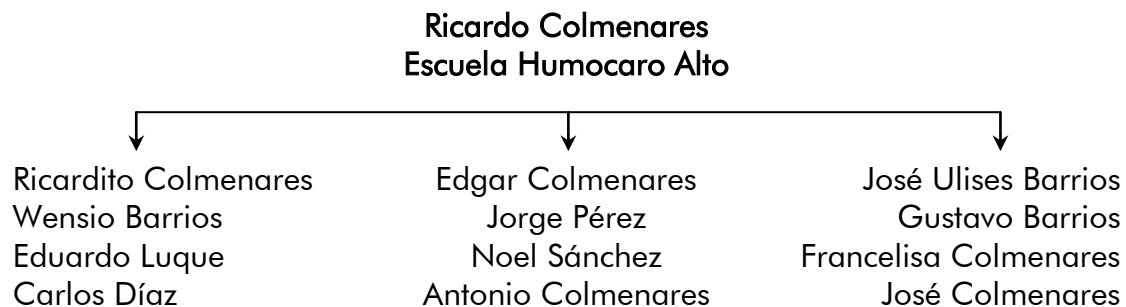 Ricardo Colmenares
Escuela Humocaro Alto
Ricardito Colmenares
Wensio Barrios
Eduardo Luque
Carlos Díaz
Edgar Colmenares
Jorge Pérez
Noel Sánchez
Antonio Colmenares
José Ulises Barrios
Gustavo Barrios
Francelisa Colmenares
José Colmenares